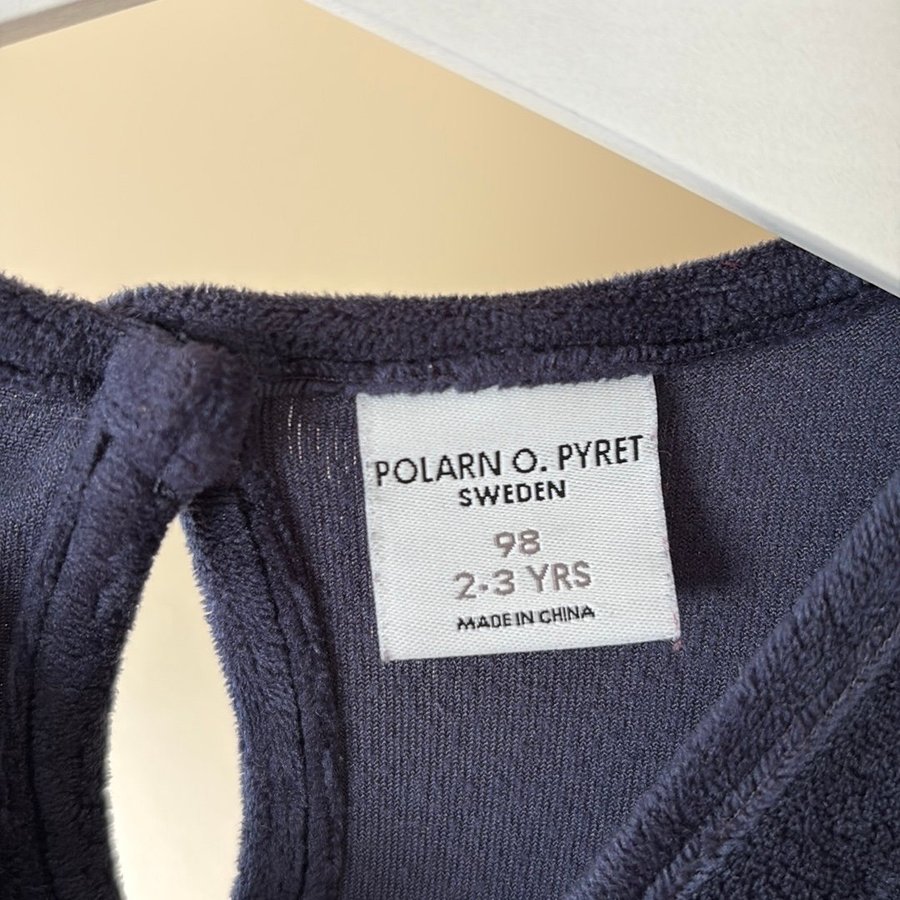 POLARN O. PYRET
SWEDEN
98
2-3 YRS
MADE IN CHINA